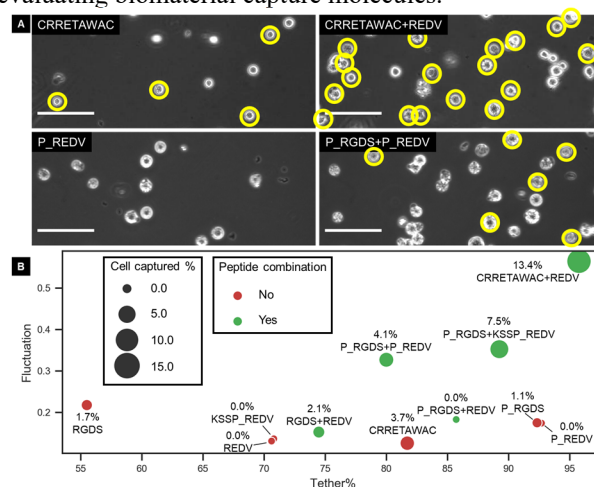 evaluating biomaterial capture molecules.
A
CRRETAWAC
CRRETAWAC+REDV
P_REDV
P_RGDS+P_REDV
B
Cell captured %
0.0
5.0
10.0
15.0
Peptide combination
No
Yes
13.4%
CRRETAWAC+REDV
7.5%
P_RGDS+KSSP_REDV
4.1%
P_RGDS+P_REDV
1.7%
RGDS
0.0%
KSSP_REDV
0.0%
REDV
2.1%
RGDS+REDV
3.7%
CRRETAWAC
0.0%
P_RGDS+REDV
1.1%
P_RGDS
0.0%
P_REDV
Fluctuation
0.5
0.4
0.3
0.2
55
60
65
70
75
80
85
90
95
Tether%